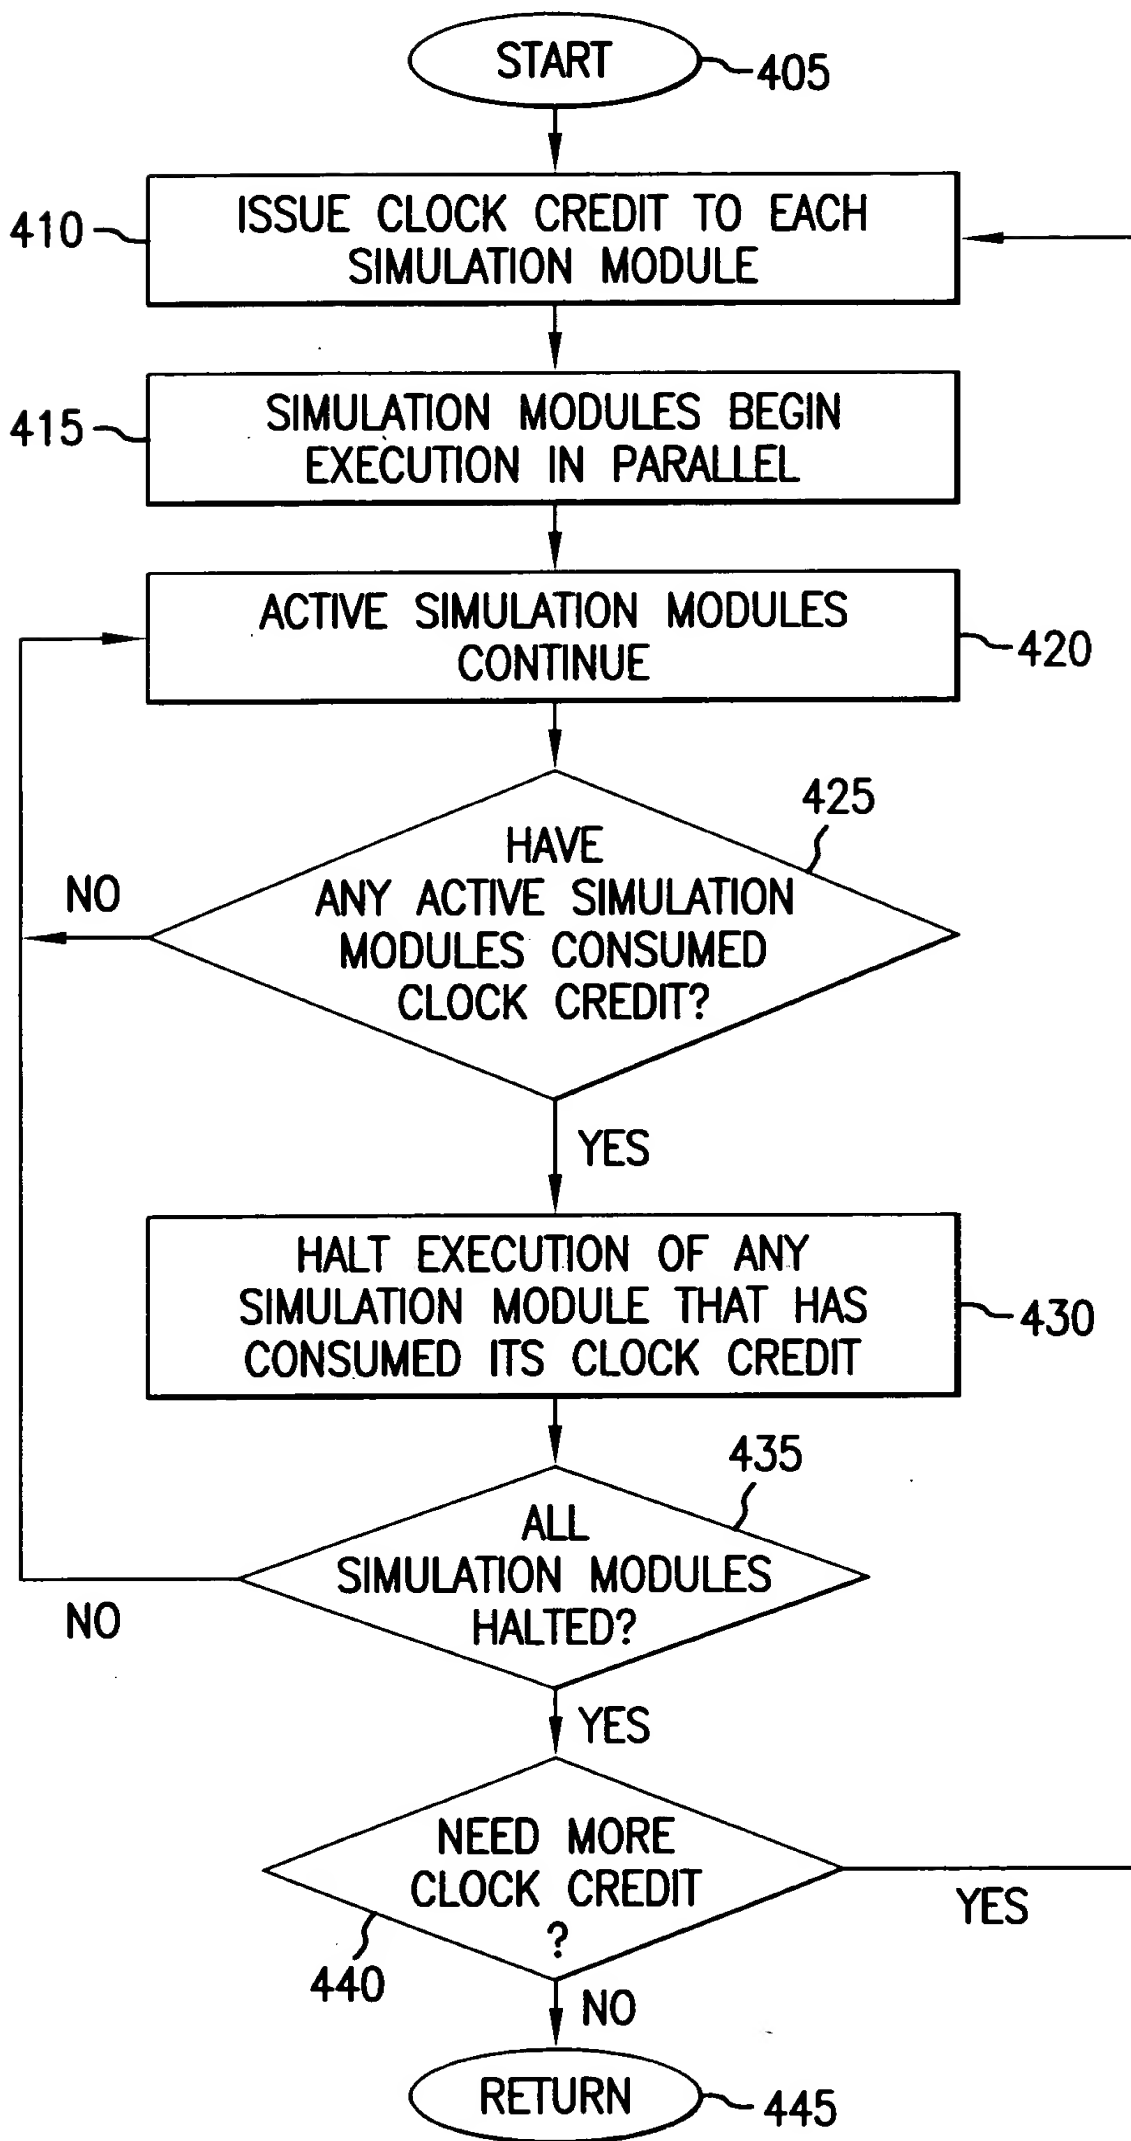 START
405
410
ISSUE CLOCK CREDIT TO EACH
SIMULATION MODULE
415
SIMULATION MODULES BEGIN
EXECUTION IN PARALLEL
ACTIVE SIMULATION MODULES
CONTINUE
420
425
HAVE
ANY ACTIVE SIMULATION
MODULES CONSUMED
CLOCK CREDIT?
NO
YES
HALT EXECUTION OF ANY
SIMULATION MODULE THAT HAS
CONSUMED ITS CLOCK CREDIT
430
435
ALL
SIMULATION MODULES
HALTED?
NO
YES
NEED MORE
CLOCK CREDIT
?
YES
440
NO
RETURN
445